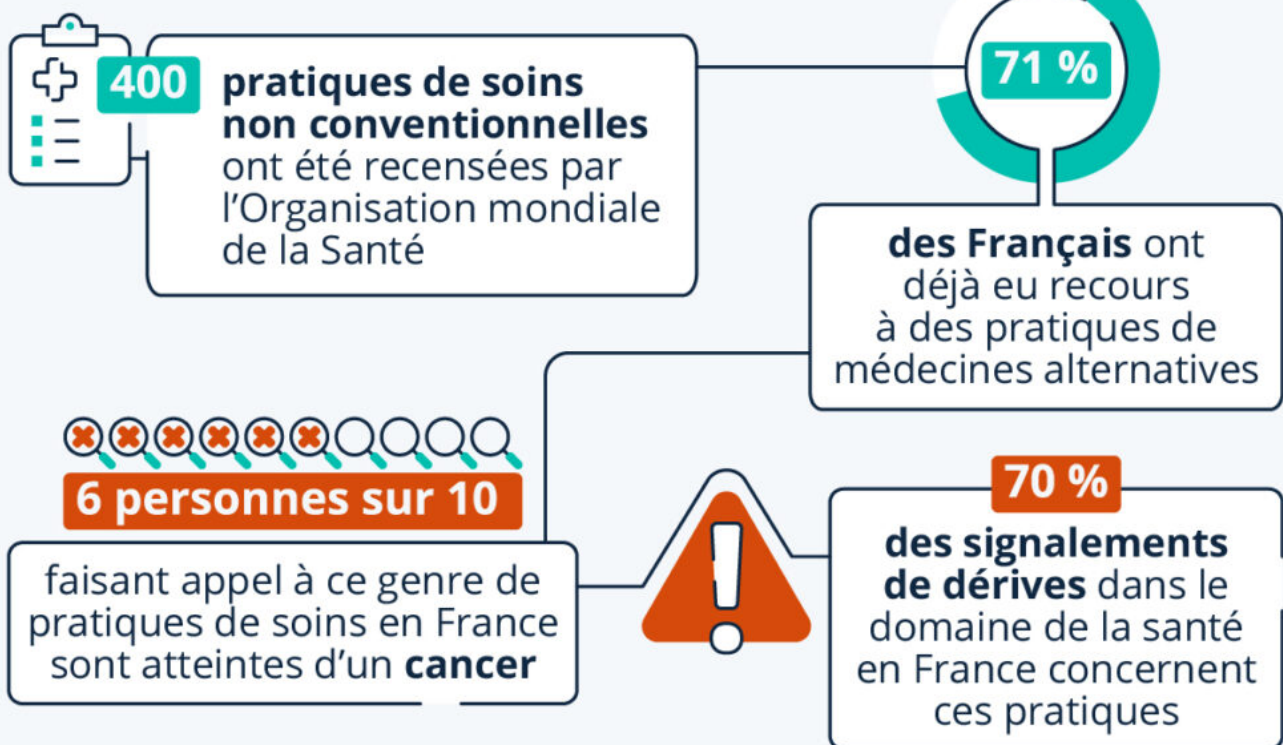 400 pratiques de soins
non conventionnelles
ont été recensées par
l’Organisation mondiale
de la Santé
71 %
des Français ont
déjà eu recours
à des pratiques de
médecines alternatives
6 personnes sur 10
faisant appel à ce genre de
pratiques de soins en France
sont atteintes d’un cancer
70 %
des signalements
de dérives dans le
domaine de la santé
en France concernent
ces pratiques